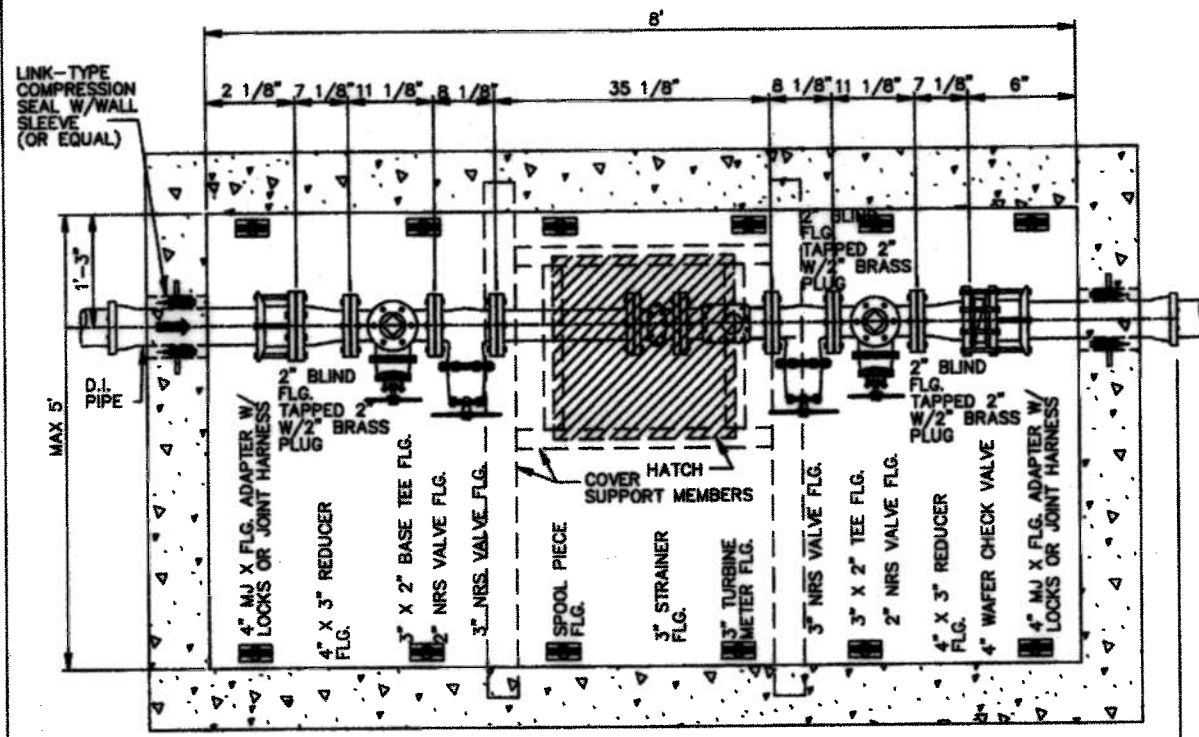 8'
LINK-TYPE
COMPRESSION
SEAL W/WALL
SLEEVE
(OR EQUAL)
2 1/8" 7 1/8" 11 1/8" 8 1/8" 35 1/8" 8 1/8" 11 1/8" 7 1/8" 6"
1'-3"
MAX 5'
2" BLIND
FLG.
TAPPED 2"
W/2" BRASS
PLUG
D.I.
PIPE
2" BLIND
FLG.
TAPPED 2"
W/2" BRASS
PLUG
2" BLIND
FLG.
TAPPED 2"
W/2" BRASS
PLUG
COVER HATCH
SUPPORT MEMBERS
4" MJ X FLG. ADAPTER W/
LOCKS OR JOINT HARNESS
4" X 3" REDUCER
FLG.
3" X 2" BASE TEE FLG.
2" NRS VALVE FLG.
3" NRS VALVE FLG.
SPOOL PIECE
FLG.
3" STRAINER
FLG.
3" TURBINE
METER FLG.
3" NRS VALVE FLG.
3" X 2" TEE FLG.
2" NRS VALVE FLG.
4" X 3" REDUCER
FLG.
4" WAFER CHECK VALVE
4" MJ X FLG. ADAPTER W/
LOCKS OR JOINT HARNESS